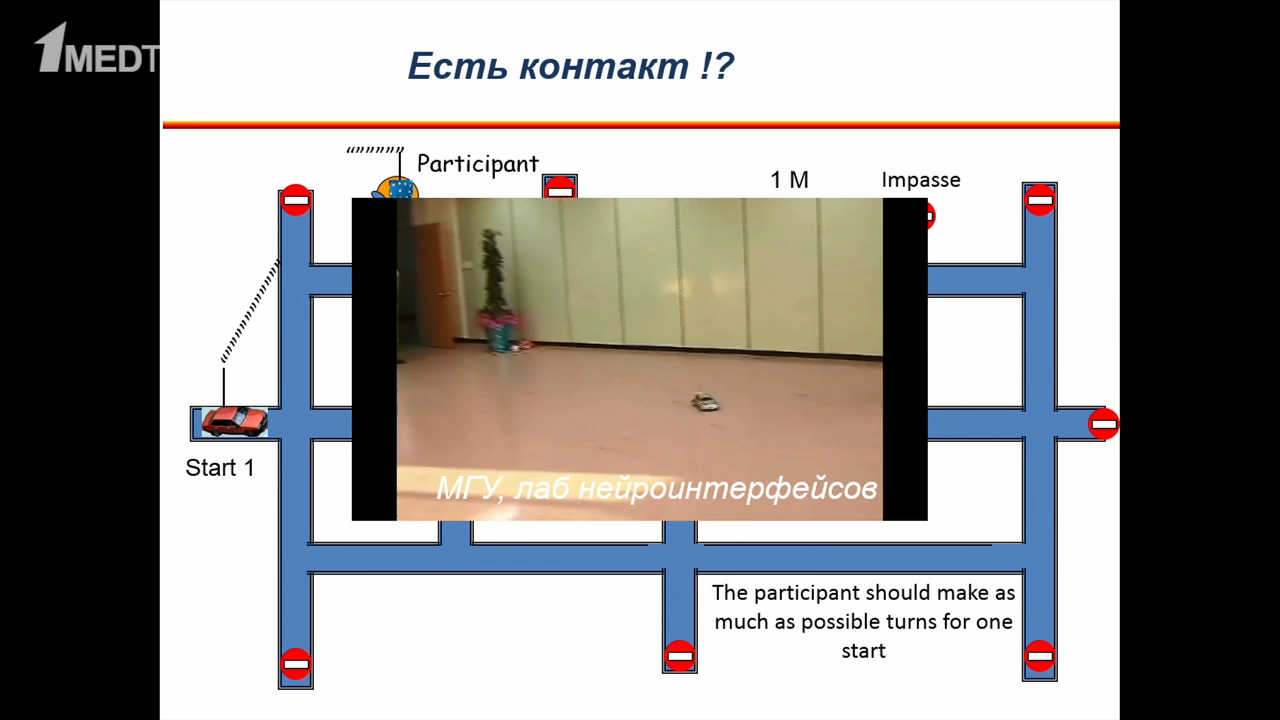 1MEDT
Есть контакт !?
Participant
1 M
Impasse
Start 1
МГУ, лаб нейроинтерфейсов
The participant should make as
much as possible turns for one
start